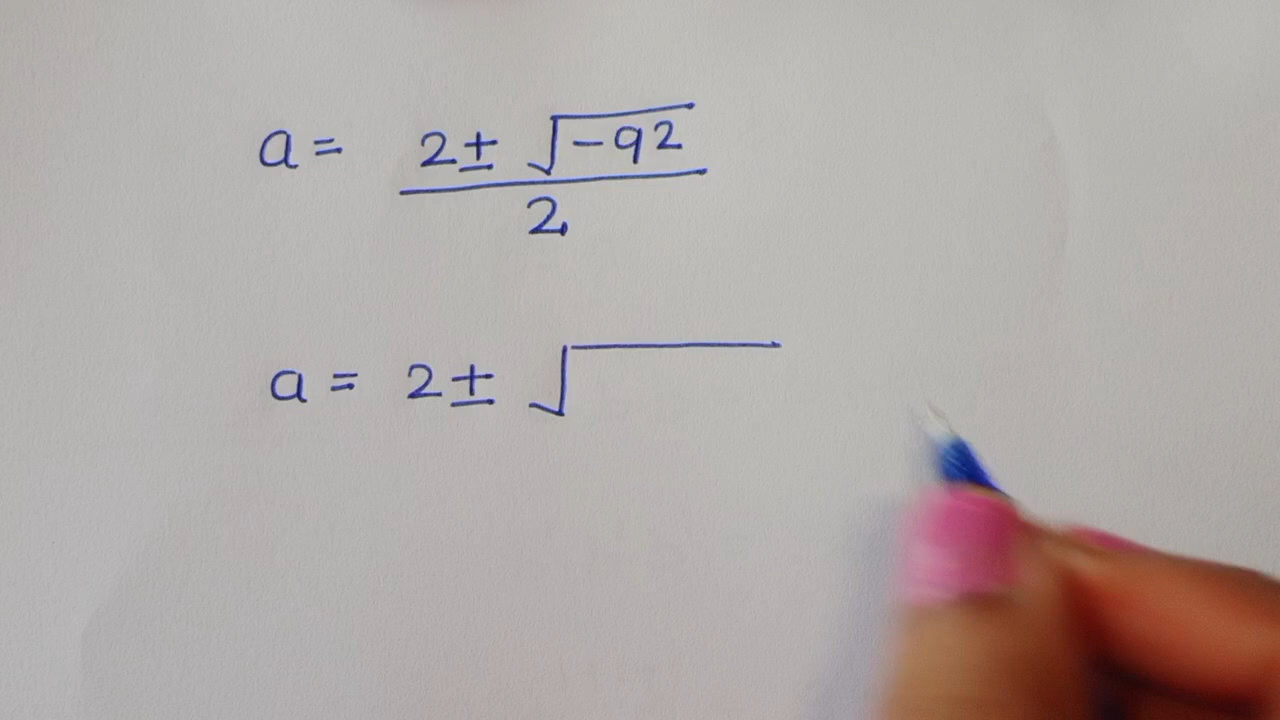 a = 2 ± √-92 / 2
a = 2 ± √